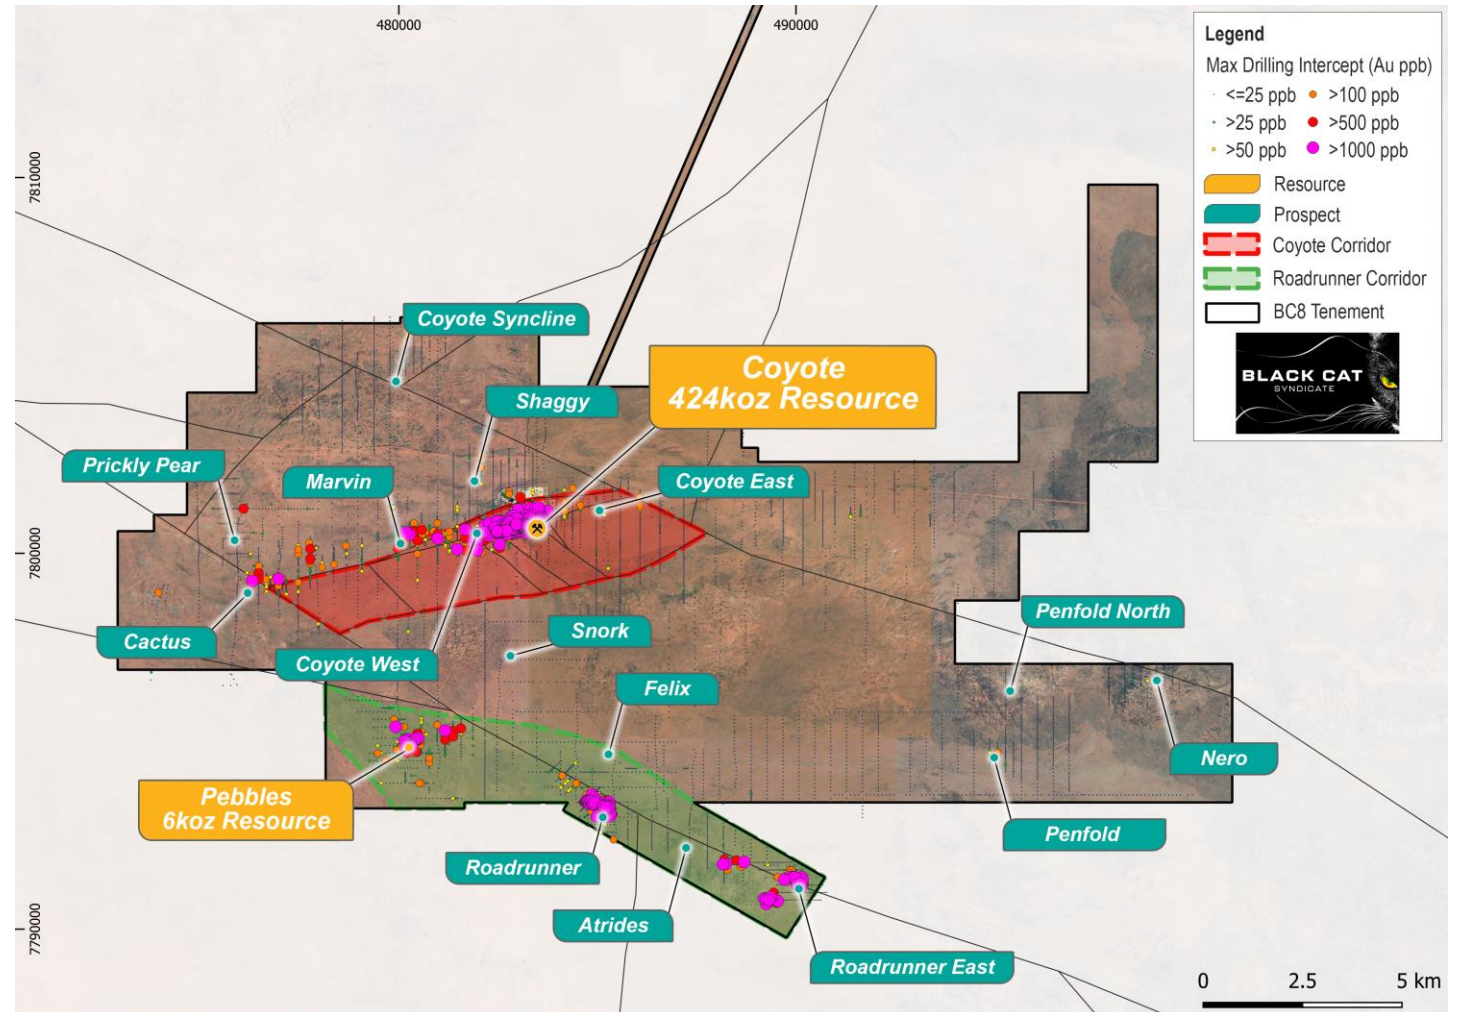 480000
490000
7810000
7800000
7790000
Legend
Max Drilling Intercept (Au ppb)
<=25 ppb
>100 ppb
>25 ppb
>500 ppb
>50 ppb
>1000 ppb
Resource
Prospect
Coyote Corridor
Roadrunner Corridor
BC8 Tenement
BLACK CAT
SYNDICATE
Coyote Syncline
Coyote
424koz Resource
Shaggy
Prickly Pear
Marvin
Coyote East
Cactus
Coyote West
Snork
Penfold North
Felix
Nero
Pebbles
6koz Resource
Penfold
Roadrunner
Atrides
Roadrunner East
0 2.5 5 km